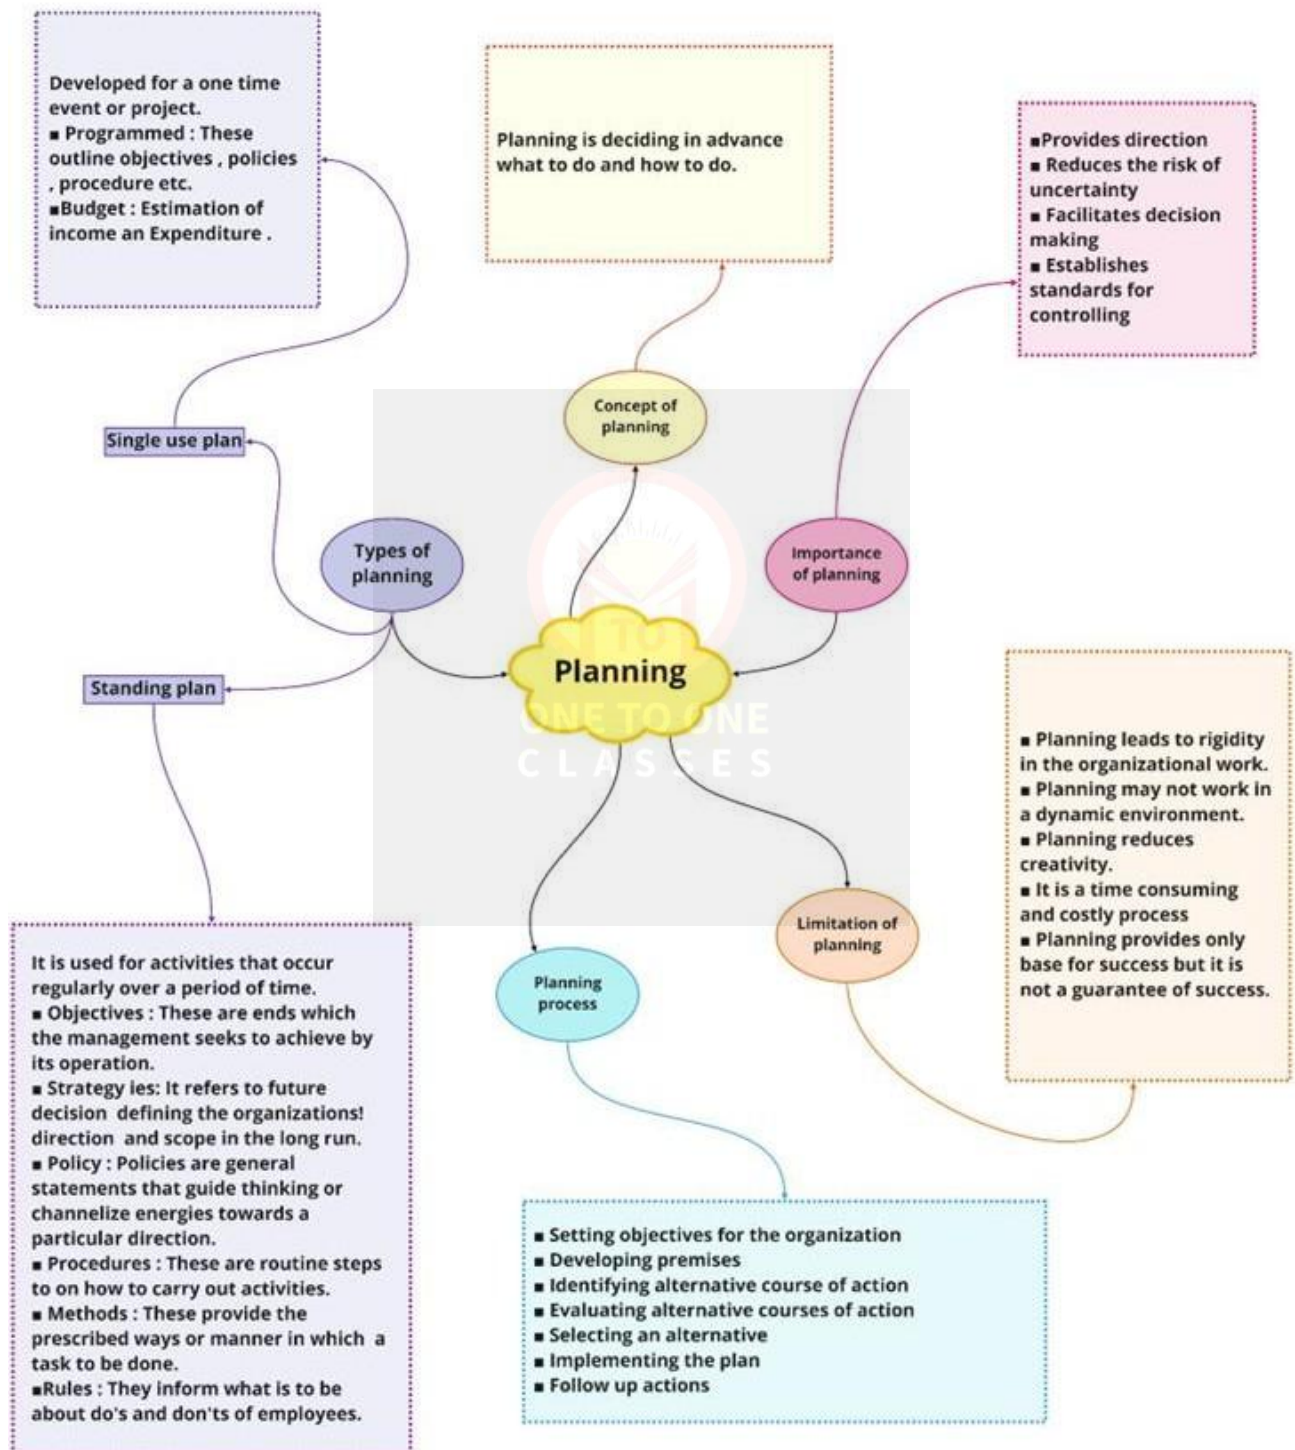 Developed for a one time
event or project.
▪ Programmed : These
outline objectives , policies
, procedure etc.
▪Budget : Estimation of
income an Expenditure .
Planning is deciding in advance
what to do and how to do.
▪Provides direction
▪ Reduces the risk of
uncertainty
▪ Facilitates decision
making
▪ Establishes
standards for
controlling
Concept of
planning
Single use plan
Types of
planning
Importance
of planning
TO
Planning
Standing plan
ONE TO ONE
CLASSES
▪ Planning leads to rigidity
in the organizational work.
▪ Planning may not work in
a dynamic environment.
▪ Planning reduces
creativity.
▪ It is a time consuming
and costly process
▪ Planning provides only
base for success but it is
not a guarantee of success.
Limitation of
planning
Planning
process
It is used for activities that occur
regularly over a period of time.
▪ Objectives : These are ends which
the management seeks to achieve by
its operation.
▪ Strategy ies: It refers to future
decision defining the organizations!
direction and scope in the long run.
▪ Policy : Policies are general
statements that guide thinking or
channelize energies towards a
particular direction.
▪ Procedures : These are routine steps
to on how to carry out activities.
▪ Methods : These provide the
prescribed ways or manner in which a
task to be done.
▪Rules : They inform what is to be
about do's and don'ts of employees.
▪ Setting objectives for the organization
▪ Developing premises
▪ Identifying alternative course of action
▪ Evaluating alternative courses of action
▪ Selecting an alternative
▪ Implementing the plan
▪ Follow up actions